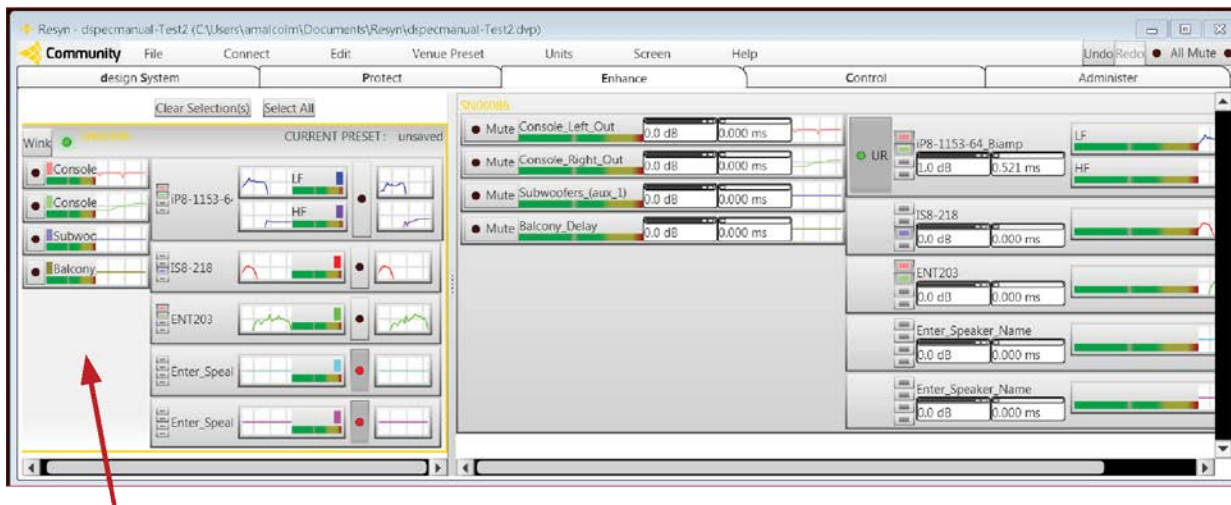 Resyn - dspecmanual-Test2 (C:\Users\amalcolm\Documents\Resyn\dspecmanual-Test2.dvp)
Community File Connect Edit Venue Preset Units Screen Help Undo Redo All Mute
design System Protect Enhance Control Administer
Clear Selection(s) Select All
SN00086
Wink CURRENT PRESET: unsaved
Console
Console
Subwoo
Balcony
iP8-1153-6
LF
HF
IS8-218
ENT203
Enter_Speal
Enter_Speal
Mute Console_Left_Out 0.0 dB 0.000 ms
Mute Console_Right_Out 0.0 dB 0.000 ms
Mute Subwoofers_(aux_1) 0.0 dB 0.000 ms
Mute Balcony_Delay 0.0 dB 0.000 ms
UR iP8-1153-64_Biamp LF
1.0 dB 0.521 ms HF
IS8-218
0.0 dB 0.000 ms
ENT203
0.0 dB 0.000 ms
Enter_Speaker_Name
0.0 dB 0.000 ms
Enter_Speaker_Name
0.0 dB 0.000 ms